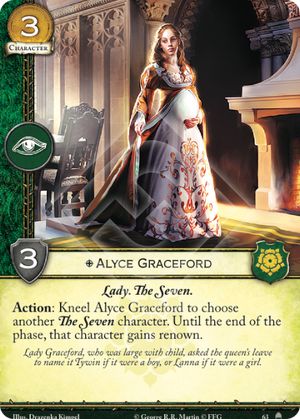 3
CHARACTER
3
Alyce Graceford
Lady. The Seven.
Action: Kneel Alyce Graceford to choose
another The Seven character. Until the end of the
phase, that character gains renown.
Lady Graceford, who was large with child, asked the queen's leave
to name it Tywin if it were a boy, or Lanna if it were a girl.
Illus. Drazenka Kimpel
© George R.R. Martin © FFG
63